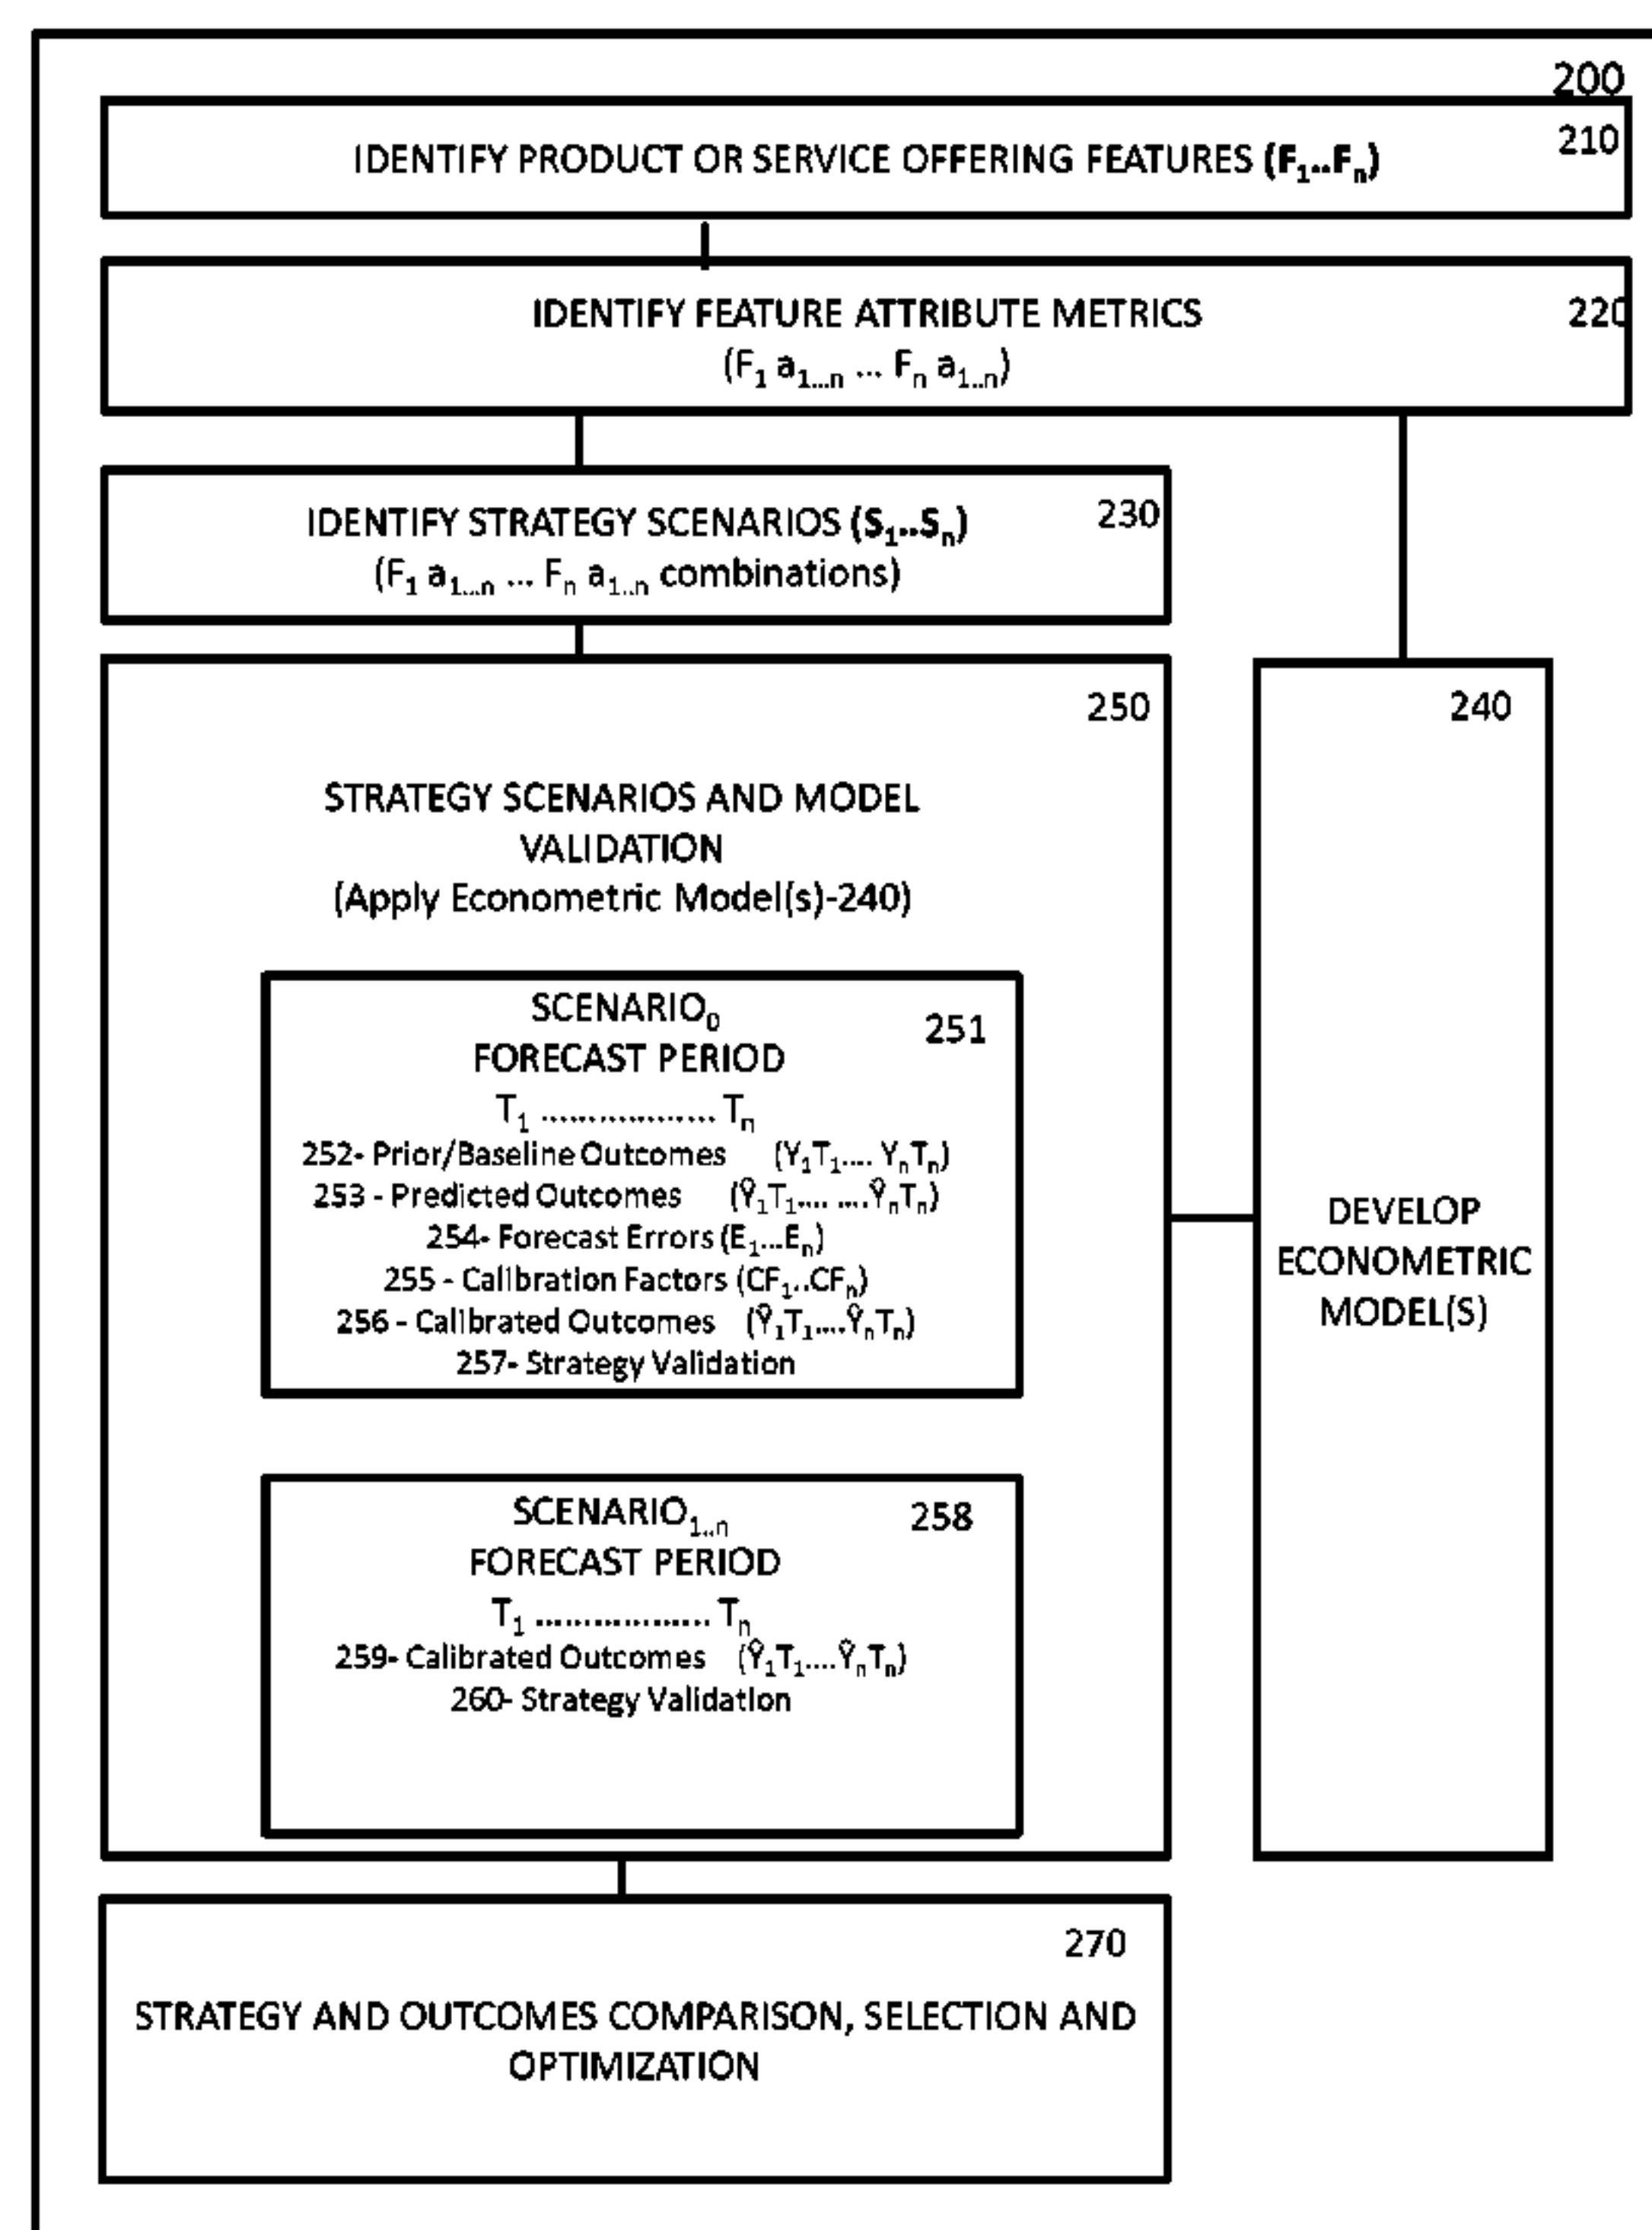 200
210
IDENTIFY PRODUCT OR SERVICE OFFERING FEATURES (F₁..Fₙ)
220
IDENTIFY FEATURE ATTRIBUTE METRICS
(F₁ a₁...ₙ ... Fₙ a₁..ₙ)
230
IDENTIFY STRATEGY SCENARIOS (S₁..Sₙ)
(F₁ a₁...ₙ ... Fₙ a₁..ₙ combinations)
250
STRATEGY SCENARIOS AND MODEL
VALIDATION
(Apply Econometric Model(s)-240)
SCENARIO₀
251
FORECAST PERIOD
T₁ .................. Tₙ
252- Prior/Baseline Outcomes (Y₁T₁.... YₙTₙ)
253 - Predicted Outcomes (Ŷ₁T₁.... ....ŶₙTₙ)
254- Forecast Errors (E₁...Eₙ)
255 - Calibration Factors (CF₁..CFₙ)
256 - Calibrated Outcomes (Ŷ₁T₁....ŶₙTₙ)
257- Strategy Validation
SCENARIO₁..ₙ
258
FORECAST PERIOD
T₁ .................. Tₙ
259- Calibrated Outcomes (Ŷ₁T₁....ŶₙTₙ)
260- Strategy Validation
240
DEVELOP
ECONOMETRIC
MODEL(S)
270
STRATEGY AND OUTCOMES COMPARISON, SELECTION AND
OPTIMIZATION